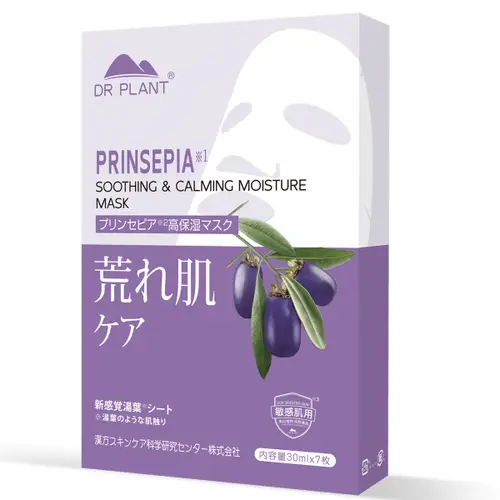 DR PLANT®
PRINSEPIA※1
SOOTHING & CALMING MOISTURE
MASK
プリンセピア※2高保湿マスク
荒れ肌
ケア
新感覚湯葉※シート
※湯葉のような肌触り
漢方スキンケア科学研究センター株式会社
※3
敏感肌用
内容量30ml×7枚